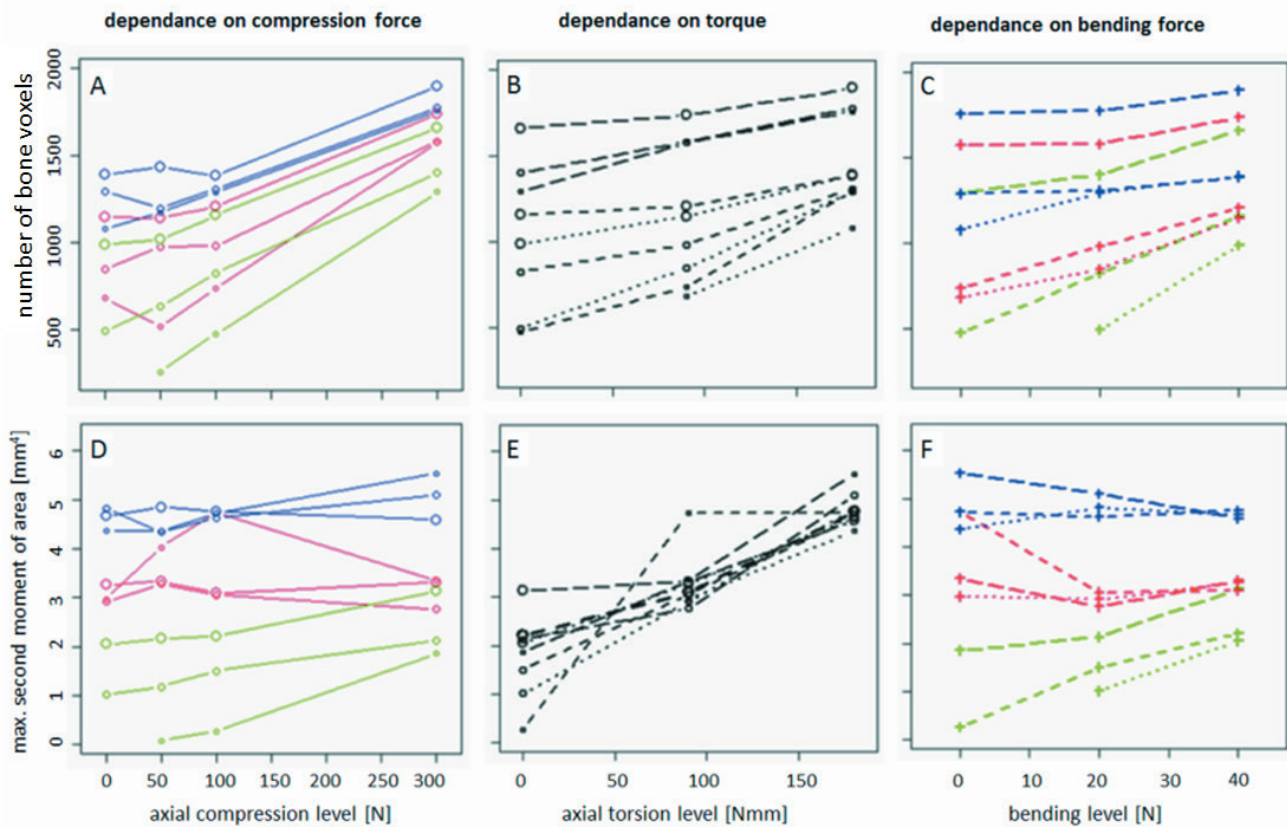 dependance on compression force
dependance on torque
dependance on bending force
number of bone voxels
2000
1500
1000
500
A
B
C
max. second moment of area [mm⁴]
6
5
4
3
2
1
0
D
E
F
0 50 100 150 200 250 300
0 50 100 150
0 20 40
axial compression level [N]
axial torsion level [Nmm]
bending level [N]